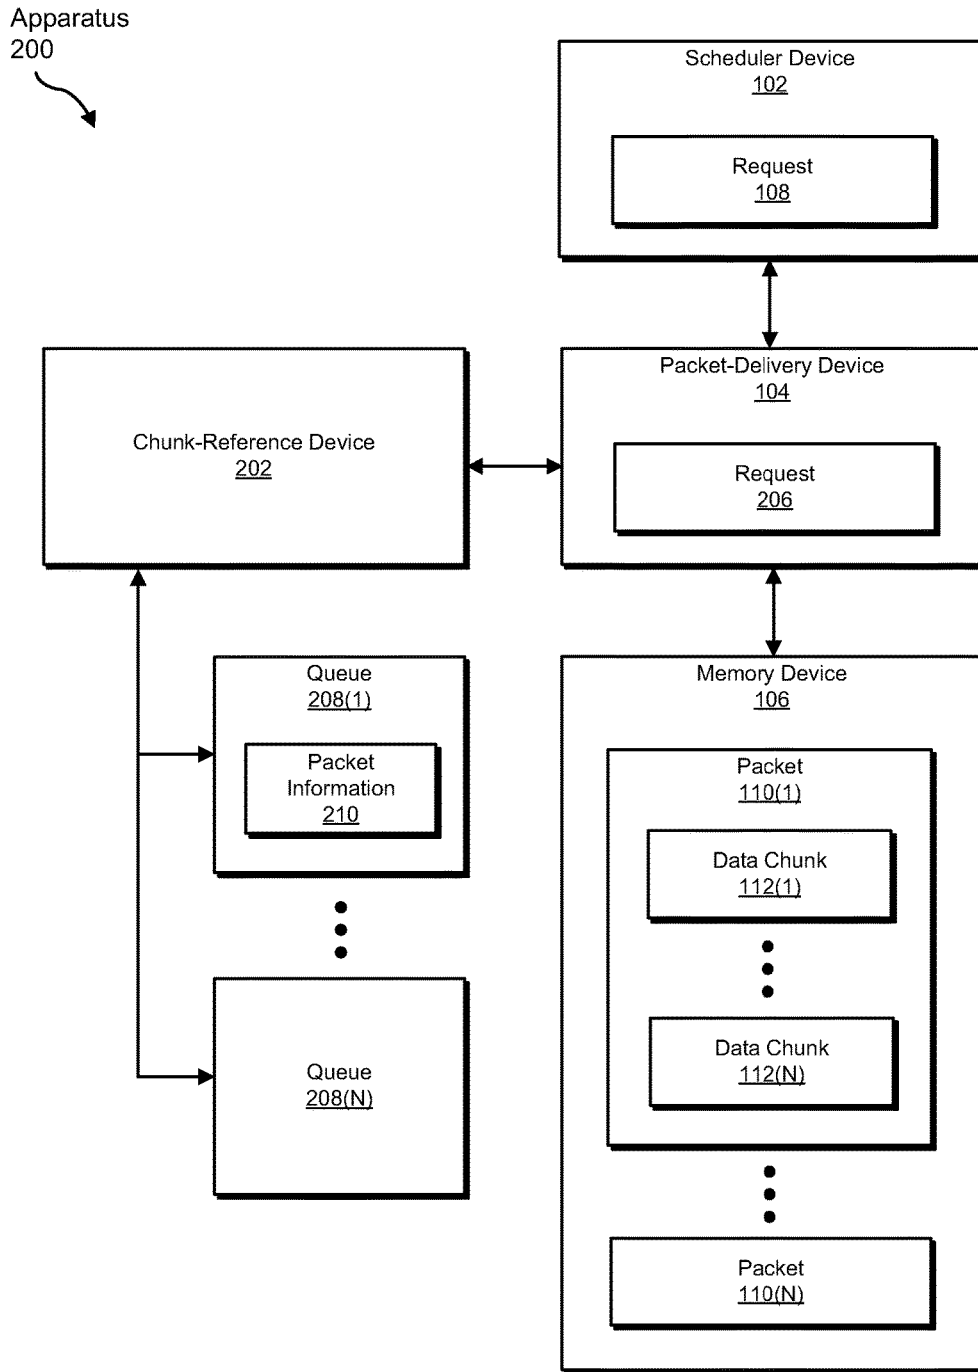 Apparatus
200
Scheduler Device
102
Request
108
Packet-Delivery Device
104
Request
206
Chunk-Reference Device
202
Queue
208(1)
Packet
Information
210
Queue
208(N)
Memory Device
106
Packet
110(1)
Data Chunk
112(1)
Data Chunk
112(N)
Packet
110(N)